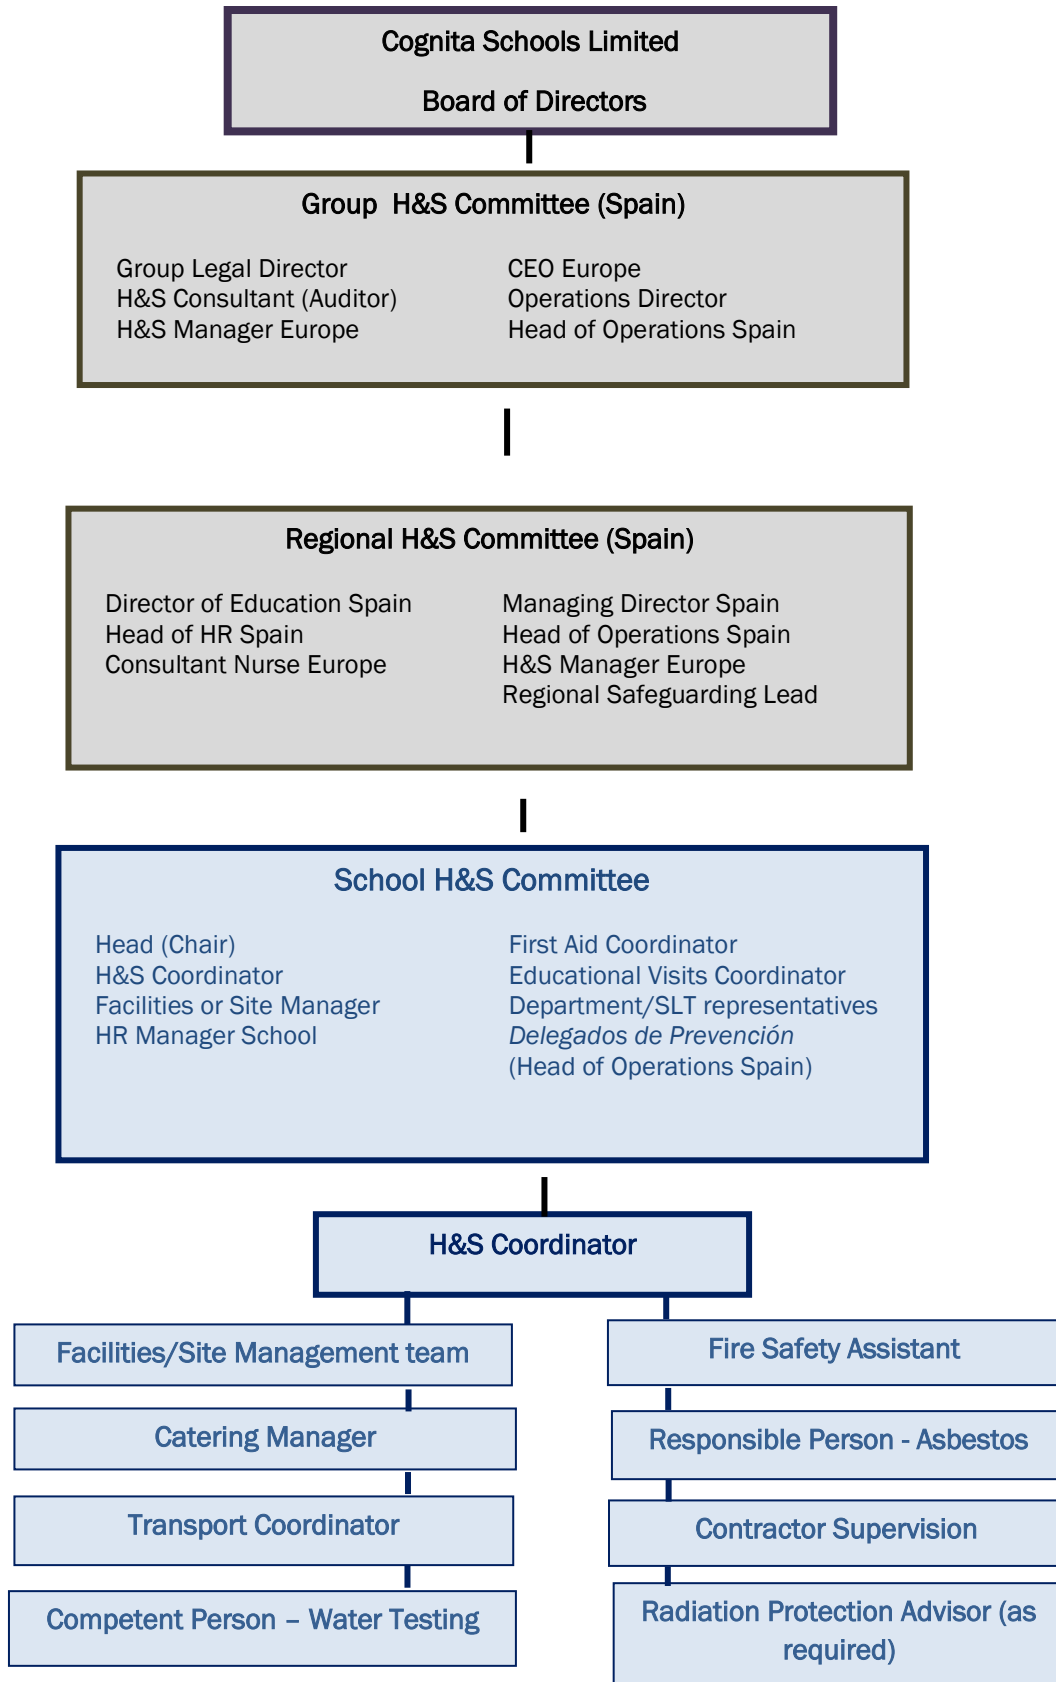 Cognita Schools Limited
Board of Directors
Group H&S Committee (Spain)
Group Legal Director
H&S Consultant (Auditor)
H&S Manager Europe
CEO Europe
Operations Director
Head of Operations Spain
Regional H&S Committee (Spain)
Director of Education Spain
Head of HR Spain
Consultant Nurse Europe
Managing Director Spain
Head of Operations Spain
H&S Manager Europe
Regional Safeguarding Lead
School H&S Committee
Head (Chair)
H&S Coordinator
Facilities or Site Manager
HR Manager School
First Aid Coordinator
Educational Visits Coordinator
Department/SLT representatives
Delegados de Prevención
(Head of Operations Spain)
H&S Coordinator
Facilities/Site Management team
Catering Manager
Transport Coordinator
Competent Person – Water Testing
Fire Safety Assistant
Responsible Person - Asbestos
Contractor Supervision
Radiation Protection Advisor (as
required)